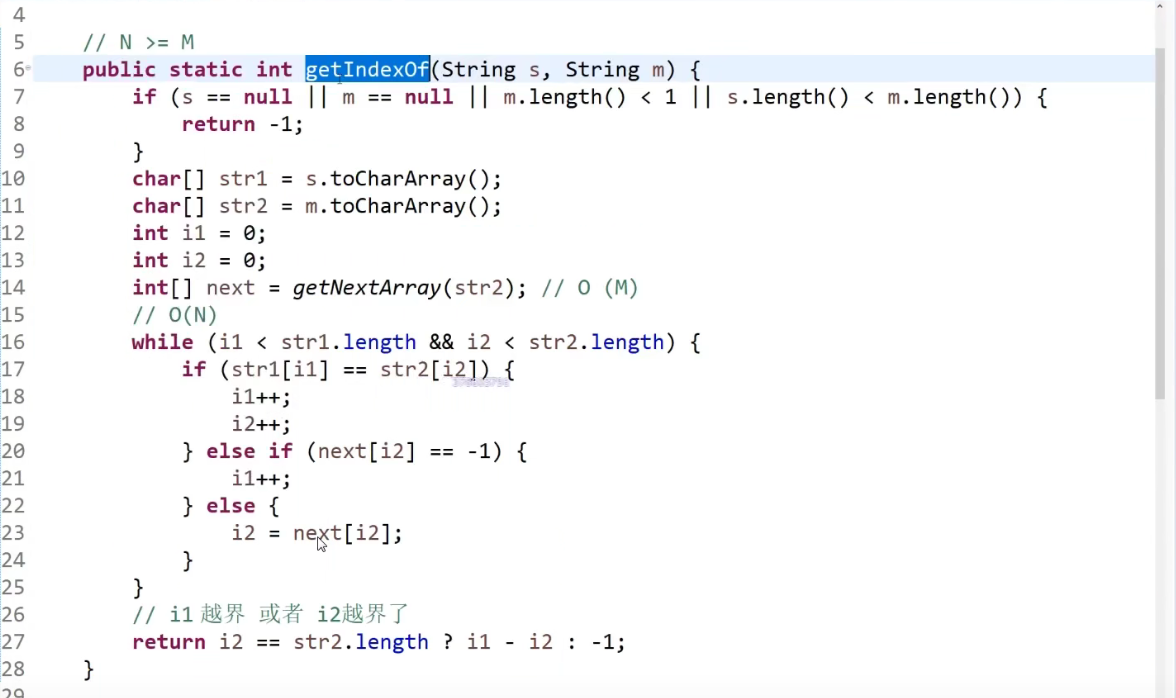 4
5 // N >= M
6 public static int getIndexOf(String s, String m) {
7 if (s == null || m == null || m.length() < 1 || s.length() < m.length()) {
8 return -1;
9 }
10 char[] str1 = s.toCharArray();
11 char[] str2 = m.toCharArray();
12 int i1 = 0;
13 int i2 = 0;
14 int[] next = getNextArray(str2); // O (M)
15 // O(N)
16 while (i1 < str1.length && i2 < str2.length) {
17 if (str1[i1] == str2[i2]) {
18 i1++;
19 i2++;
20 } else if (next[i2] == -1) {
21 i1++;
22 } else {
23 i2 = next[i2];
24 }
25 }
26 // i1 越界 或者 i2越界了
27 return i2 == str2.length ? i1 - i2 : -1;
28 }
29